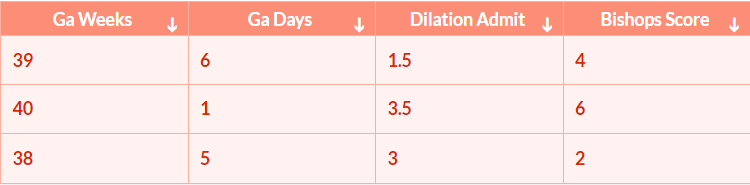 Ga Weeks Ga Days Dilation Admit Bishops Score
39 6 1.5 4
40 1 3.5 6
38 5 3 2